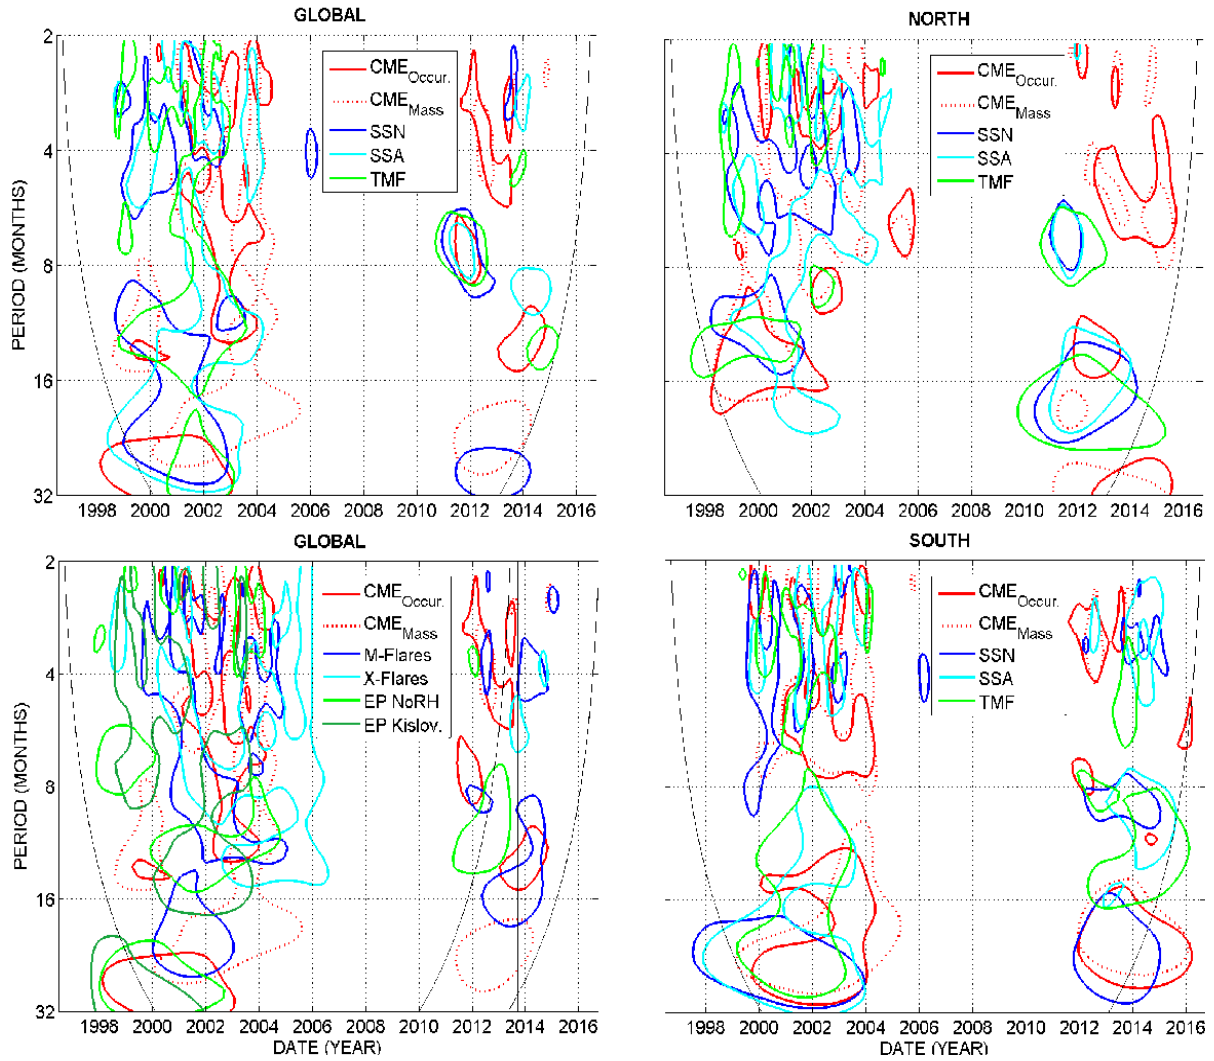 GLOBAL
2
4
8
16
32
PERIOD (MONTHS)
CME Occur.
CME Mass
SSN
SSA
TMF
1998 2000 2002 2004 2006 2008 2010 2012 2014 2016
NORTH
CME Occur.
CME Mass
SSN
SSA
TMF
1998 2000 2002 2004 2006 2008 2010 2012 2014 2016
GLOBAL
2
4
8
16
32
PERIOD (MONTHS)
CME Occur.
CME Mass
M-Flares
X-Flares
EP NoRH
EP Kislov.
1998 2000 2002 2004 2006 2008 2010 2012 2014 2016
DATE (YEAR)
SOUTH
CME Occur.
CME Mass
SSN
SSA
TMF
1998 2000 2002 2004 2006 2008 2010 2012 2014 2016
DATE (YEAR)